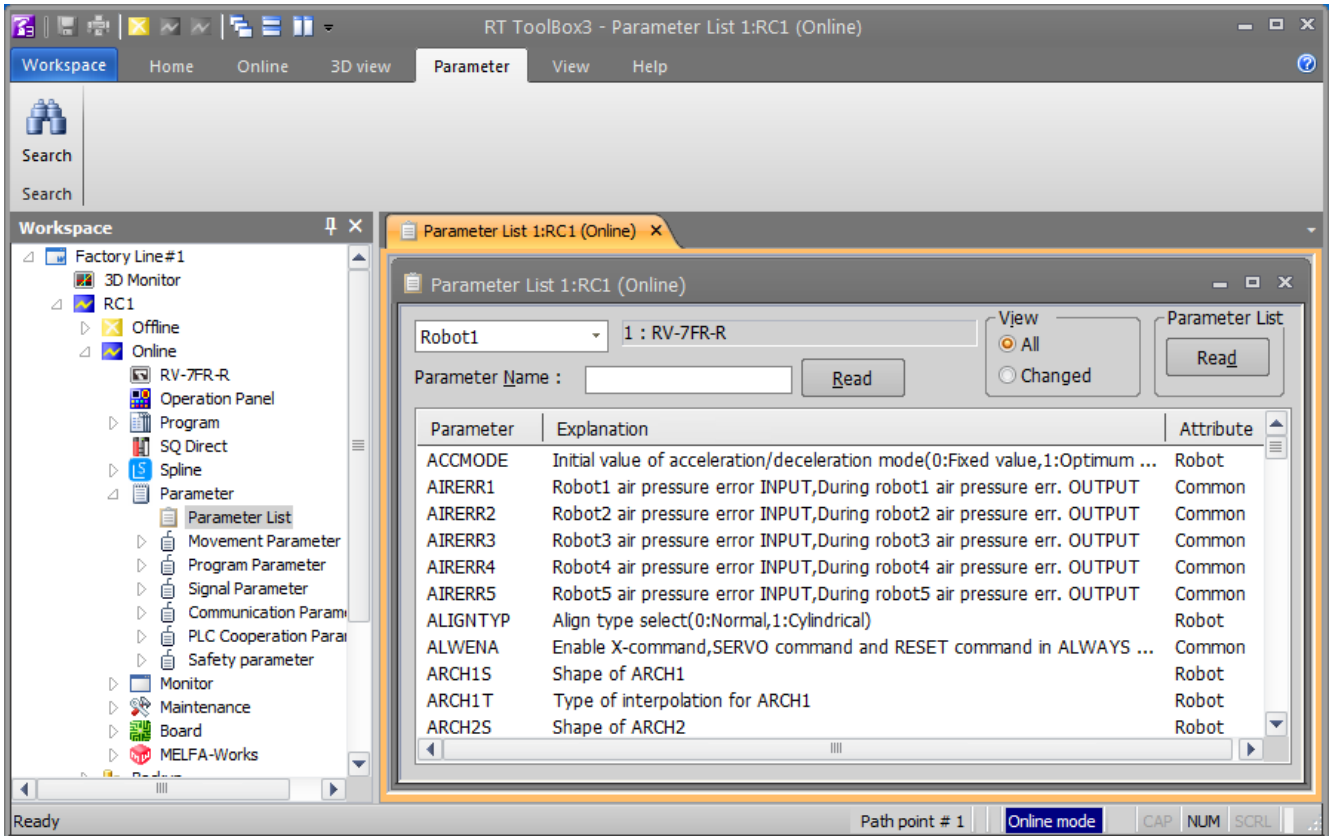 RT ToolBox3 - Parameter List 1:RC1 (Online)
Workspace Home Online 3D view Parameter View Help
Search
Search
Workspace
Factory Line#1
3D Monitor
RC1
Offline
Online
RV-7FR-R
Operation Panel
Program
SQ Direct
Spline
Parameter
Parameter List
Movement Parameter
Program Parameter
Signal Parameter
Communication Param
PLC Cooperation Para
Safety parameter
Monitor
Maintenance
Board
MELFA-Works
Parameter List 1:RC1 (Online)
Parameter List 1:RC1 (Online)
Robot1 1 : RV-7FR-R
Parameter Name : Read
View
All
Changed
Parameter List
Read
Parameter Explanation Attribute
ACCMODE Initial value of acceleration/deceleration mode(0:Fixed value,1:Optimum ... Robot
AIRERR1 Robot1 air pressure error INPUT,During robot1 air pressure err. OUTPUT Common
AIRERR2 Robot2 air pressure error INPUT,During robot2 air pressure err. OUTPUT Common
AIRERR3 Robot3 air pressure error INPUT,During robot3 air pressure err. OUTPUT Common
AIRERR4 Robot4 air pressure error INPUT,During robot4 air pressure err. OUTPUT Common
AIRERR5 Robot5 air pressure error INPUT,During robot5 air pressure err. OUTPUT Common
ALIGNTYP Align type select(0:Normal,1:Cylindrical) Robot
ALWENA Enable X-command,SERVO command and RESET command in ALWAYS ... Common
ARCH1S Shape of ARCH1 Robot
ARCH1T Type of interpolation for ARCH1 Robot
ARCH2S Shape of ARCH2 Robot
Ready Path point # 1 Online mode CAP NUM SCRL